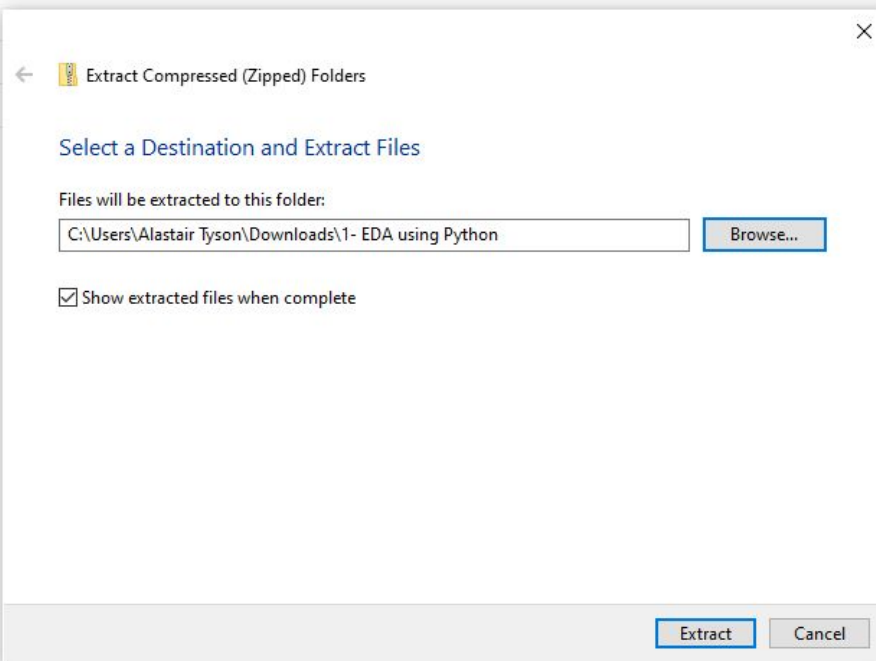 Extract Compressed (Zipped) Folders
Select a Destination and Extract Files
Files will be extracted to this folder:
C:\Users\Alastair Tyson\Downloads\1- EDA using Python
Browse...
Show extracted files when complete
Extract
Cancel